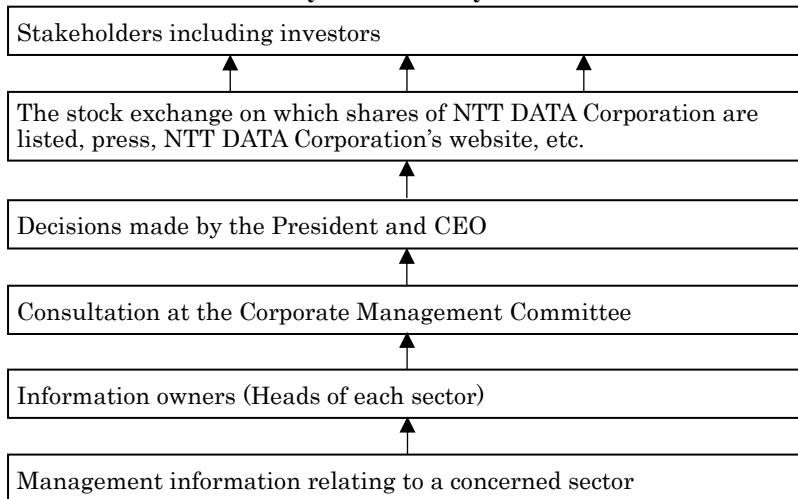 Stakeholders including investors
The stock exchange on which shares of NTT DATA Corporation are
listed, press, NTT DATA Corporation's website, etc.
Decisions made by the President and CEO
Consultation at the Corporate Management Committee
Information owners (Heads of each sector)
Management information relating to a concerned sector